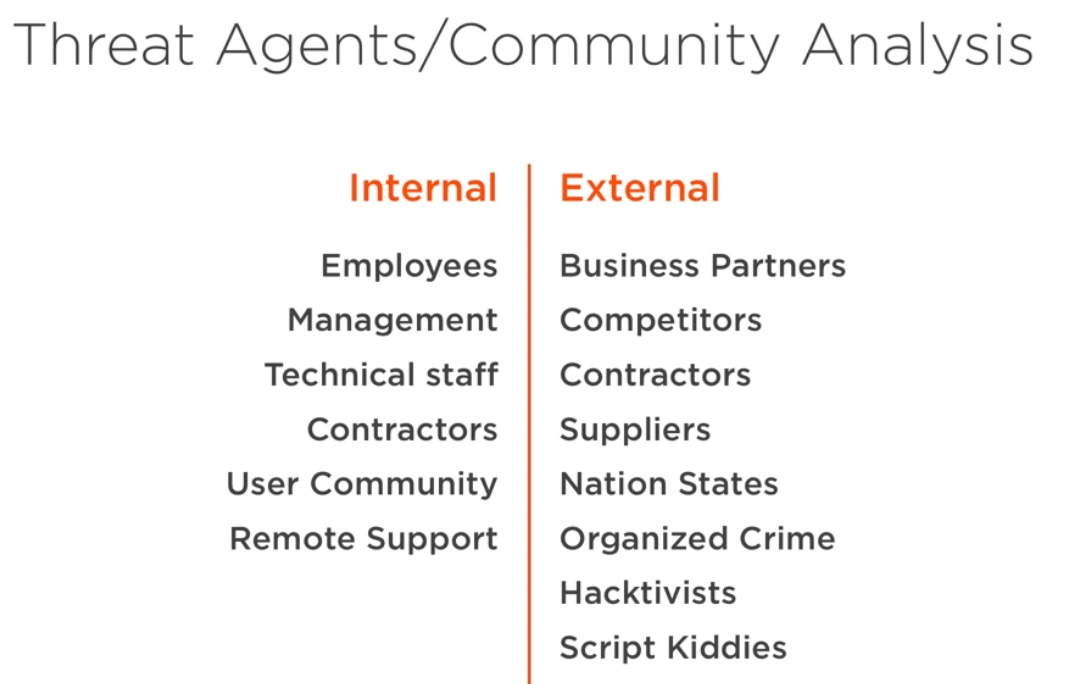 Threat Agents/Community Analysis
Internal
Employees
Management
Technical staff
Contractors
User Community
Remote Support
External
Business Partners
Competitors
Contractors
Suppliers
Nation States
Organized Crime
Hacktivists
Script Kiddies